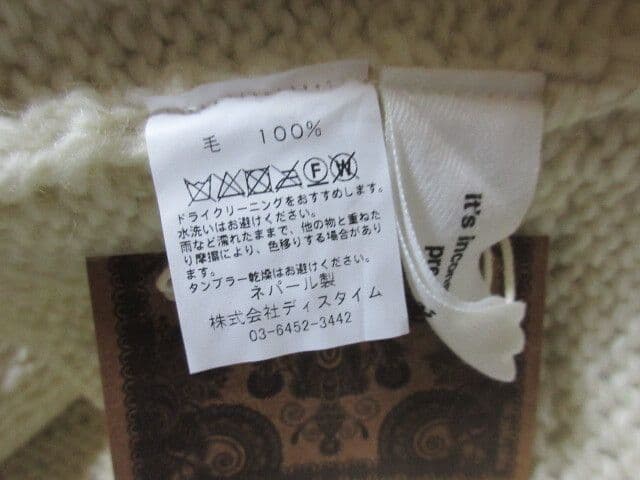 毛 100%
F W
ドライクリーニングをおすすめします。
水洗いはお避けください。
雨など濡れたままで、他の物と重ねた
り摩擦により、色移りする場合があり
ます。
タンブラー乾燥はお避けください。
ネパール製
株式会社ディスタイム
03-6452-3442
it's